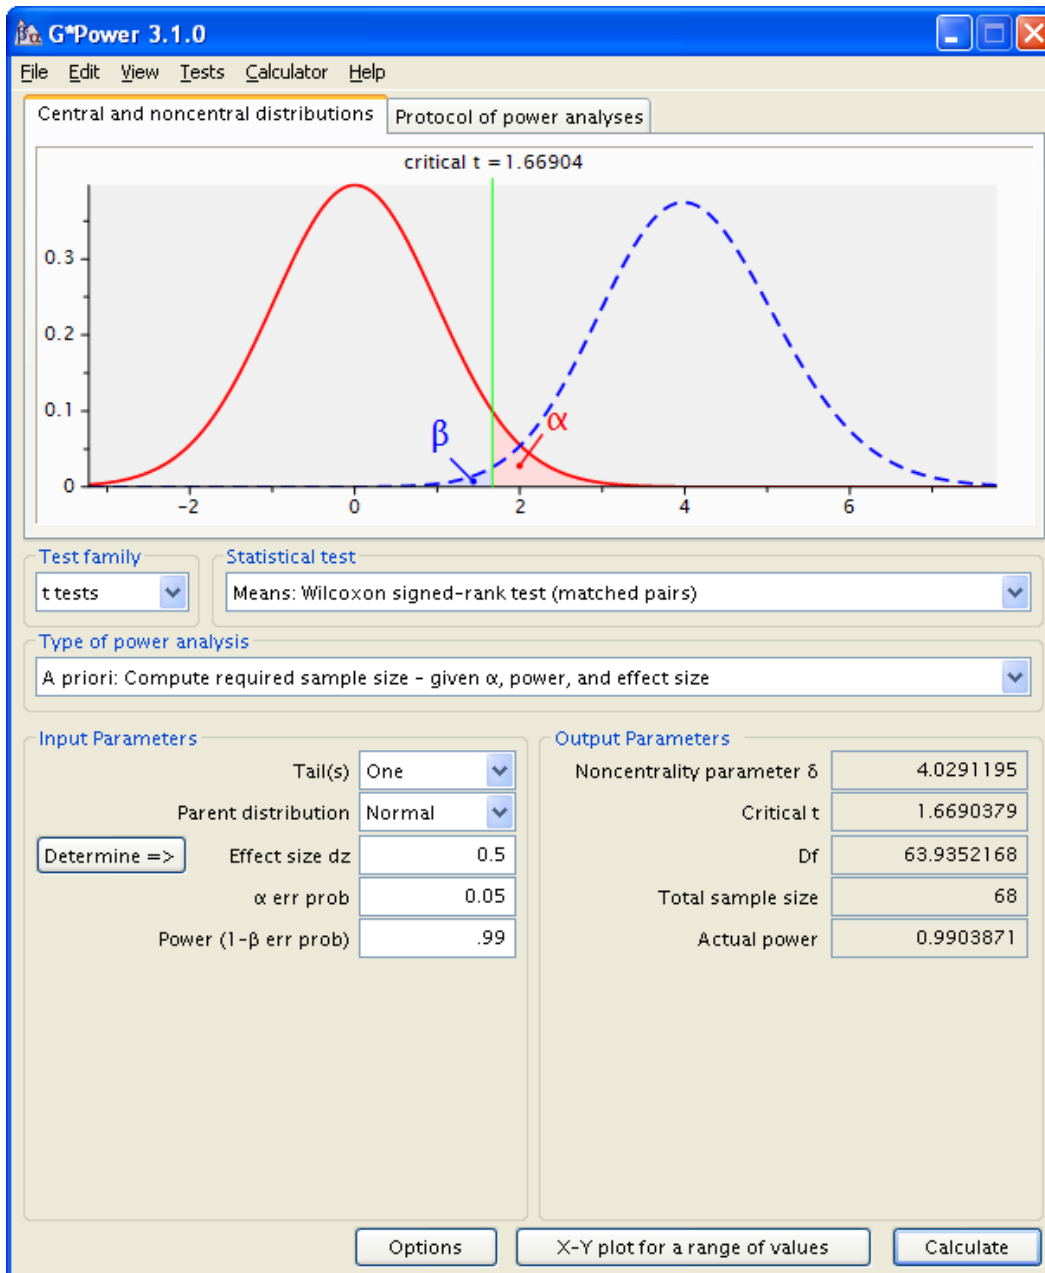 G*Power 3.1.0
File Edit View Tests Calculator Help
Central and noncentral distributions Protocol of power analyses
critical t = 1.66904
0.3
0.2
0.1
0
β
α
-2 0 2 4 6
Test family Statistical test
t tests Means: Wilcoxon signed-rank test (matched pairs)
Type of power analysis
A priori: Compute required sample size - given α, power, and effect size
Input Parameters Output Parameters
Tail(s) One Noncentrality parameter δ 4.0291195
Parent distribution Normal Critical t 1.6690379
Determine => Effect size dz 0.5 Df 63.9352168
α err prob 0.05 Total sample size 68
Power (1-β err prob) .99 Actual power 0.9903871
Options X-Y plot for a range of values Calculate